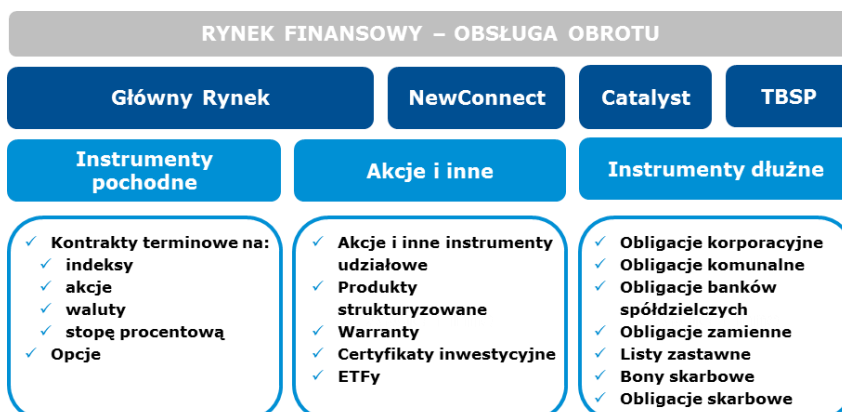 RYNEK FINANSOWY – OBSŁUGA OBROTU
Główny Rynek
NewConnect
Catalyst
TBSP
Instrumenty
pochodne
Akcje i inne
Instrumenty dłużne
✓ Kontrakty terminowe na:
✓ indeksy
✓ akcje
✓ waluty
✓ stopę procentową
✓ Opcje
✓ Akcje i inne instrumenty
udziałowe
✓ Produkty
strukturyzowane
✓ Warranty
✓ Certyfikaty inwestycyjne
✓ ETFy
✓ Obligacje korporacyjne
✓ Obligacje komunalne
✓ Obligacje banków
spółdzielczych
✓ Obligacje zamienne
✓ Listy zastawne
✓ Bony skarbowe
✓ Obligacje skarbowe